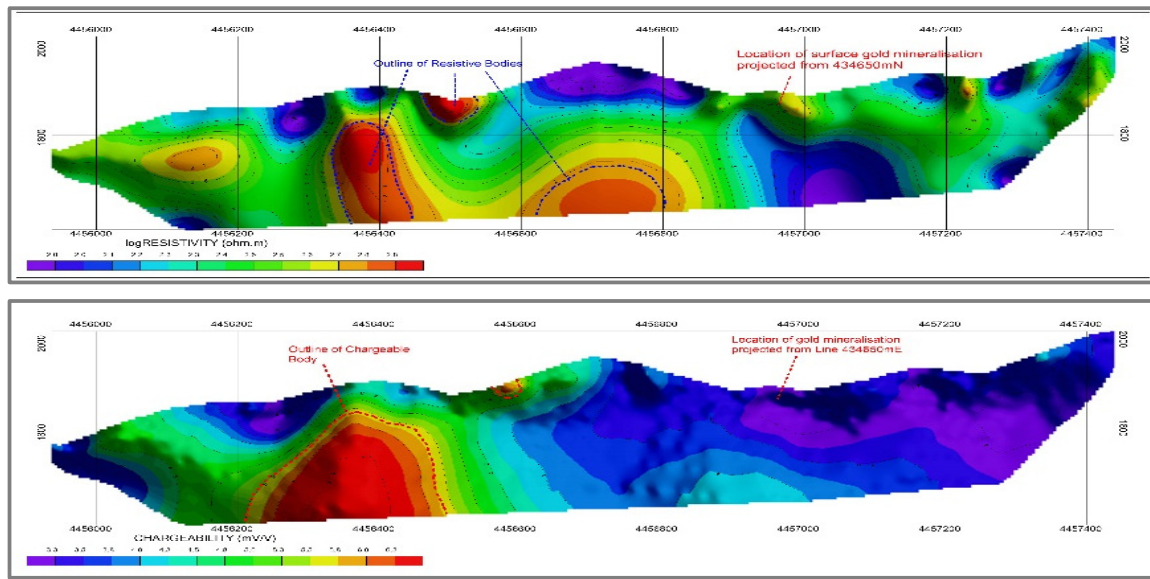 4456000 4456200 4456400 4456600 4456800 4457000 4457200 4457400
2000 2000
Outline of Resistive Bodies
Location of surface gold mineralisation
projected from 434650mN
1800 1800
4456000 4456200 4456400 4456600 4456800 4457000 4457200 4457400
logRESISTIVITY (ohm.m)
4456000 4456200 4456400 4456600 4456800 4457000 4457200 4457400
2000 2000
Outline of Chargeable
Body
Location of gold mineralisation
projected from Line 434650mE
1800 1800
4456000 4456200 4456400 4456600 4456800 4457000 4457200 4457400
CHARGEABILITY (mV/V)